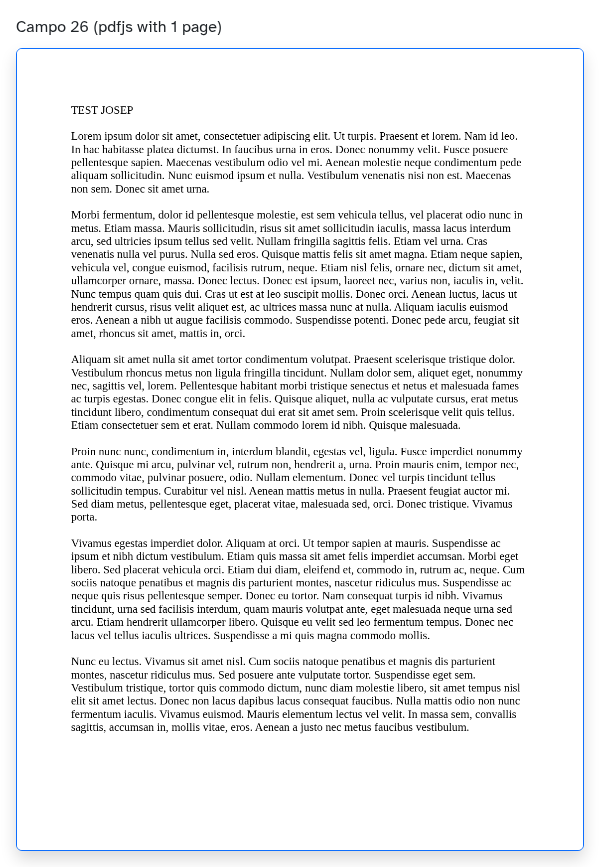 Campo 26 (pdfjs with 1 page)
TEST JOSEP
Lorem ipsum dolor sit amet, consectetuer adipiscing elit. Ut turpis. Praesent et lorem. Nam id leo.
In hac habitasse platea dictumst. In faucibus urna in eros. Donec nonummy velit. Fusce posuere
pellentesque sapien. Maecenas vestibulum odio vel mi. Aenean molestie neque condimentum pede
aliquam sollicitudin. Nunc euismod ipsum et nulla. Vestibulum venenatis nisi non est. Maecenas
non sem. Donec sit amet urna.
Morbi fermentum, dolor id pellentesque molestie, est sem vehicula tellus, vel placerat odio nunc in
metus. Etiam massa. Mauris sollicitudin, risus sit amet sollicitudin iaculis, massa lacus interdum
arcu, sed ultricies ipsum tellus sed velit. Nullam fringilla sagittis felis. Etiam vel urna. Cras
venenatis nulla vel purus. Nulla sed eros. Quisque mattis felis sit amet magna. Etiam neque sapien,
vehicula vel, congue euismod, facilisis rutrum, neque. Etiam nisl felis, ornare nec, dictum sit amet,
ullamcorper ornare, massa. Donec lectus. Donec est ipsum, laoreet nec, varius non, iaculis in, velit.
Nunc tempus quam quis dui. Cras ut est at leo suscipit mollis. Donec orci. Aenean luctus, lacus ut
hendrerit cursus, risus velit aliquet est, ac ultrices massa nunc at nulla. Aliquam iaculis euismod
eros. Aenean a nibh ut augue facilisis commodo. Suspendisse potenti. Donec pede arcu, feugiat sit
amet, rhoncus sit amet, mattis in, orci.
Aliquam sit amet nulla sit amet tortor condimentum volutpat. Praesent scelerisque tristique dolor.
Vestibulum rhoncus metus non ligula fringilla tincidunt. Nullam dolor sem, aliquet eget, nonummy
nec, sagittis vel, lorem. Pellentesque habitant morbi tristique senectus et netus et malesuada fames
ac turpis egestas. Donec congue elit in felis. Quisque aliquet, nulla ac vulputate cursus, erat metus
tincidunt libero, condimentum consequat dui erat sit amet sem. Proin scelerisque velit quis tellus.
Etiam consectetuer sem et erat. Nullam commodo lorem id nibh. Quisque malesuada.
Proin nunc nunc, condimentum in, interdum blandit, egestas vel, ligula. Fusce imperdiet nonummy
ante. Quisque mi arcu, pulvinar vel, rutrum non, hendrerit a, urna. Proin mauris enim, tempor nec,
commodo vitae, pulvinar posuere, odio. Nullam elementum. Donec vel turpis tincidunt tellus
sollicitudin tempus. Curabitur vel nisl. Aenean mattis metus in nulla. Praesent feugiat auctor mi.
Sed diam metus, pellentesque eget, placerat vitae, malesuada sed, orci. Donec tristique. Vivamus
porta.
Vivamus egestas imperdiet dolor. Aliquam at orci. Ut tempor sapien at mauris. Suspendisse ac
ipsum et nibh dictum vestibulum. Etiam quis massa sit amet felis imperdiet accumsan. Morbi eget
libero. Sed placerat vehicula orci. Etiam dui diam, eleifend et, commodo in, rutrum ac, neque. Cum
sociis natoque penatibus et magnis dis parturient montes, nascetur ridiculus mus. Suspendisse ac
neque quis risus pellentesque semper. Donec eu tortor. Nam consequat turpis id nibh. Vivamus
tincidunt, urna sed facilisis interdum, quam mauris volutpat ante, eget malesuada neque urna sed
arcu. Etiam hendrerit ullamcorper libero. Quisque eu velit sed leo fermentum tempus. Donec nec
lacus vel tellus iaculis ultrices. Suspendisse a mi quis magna commodo mollis.
Nunc eu lectus. Vivamus sit amet nisl. Cum sociis natoque penatibus et magnis dis parturient
montes, nascetur ridiculus mus. Sed posuere ante vulputate tortor. Suspendisse eget sem.
Vestibulum tristique, tortor quis commodo dictum, nunc diam molestie libero, sit amet tempus nisl
elit sit amet lectus. Donec non lacus dapibus lacus consequat faucibus. Nulla mattis odio non nunc
fermentum iaculis. Vivamus euismod. Mauris elementum lectus vel velit. In massa sem, convallis
sagittis, accumsan in, mollis vitae, eros. Aenean a justo nec metus faucibus vestibulum.